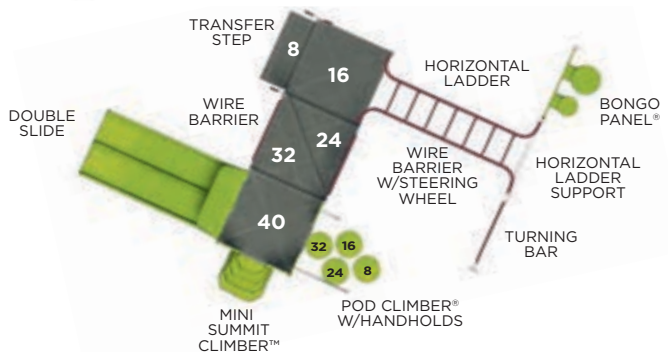 TRANSFER
STEP
8
16
HORIZONTAL
LADDER
BONGO
PANEL®
WIRE
BARRIER
DOUBLE
SLIDE
24
32
WIRE
BARRIER
W/STEERING
WHEEL
HORIZONTAL
LADDER
SUPPORT
40
TURNING
BAR
32
16
24
8
POD CLIMBER®
W/HANDHOLDS
MINI
SUMMIT
CLIMBER™